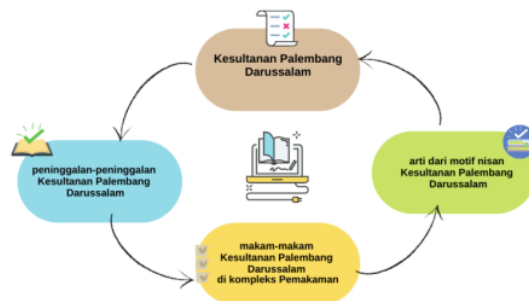 Kesultanan Palembang
Darussalam
peninggalan-peninggalan
Kesultanan Palembang
Darussalam
arti dari motif nisan
Kesultanan Palembang
Darussalam
makam-makam
Kesultanan Palembang
Darussalam
di kompleks Pemakaman